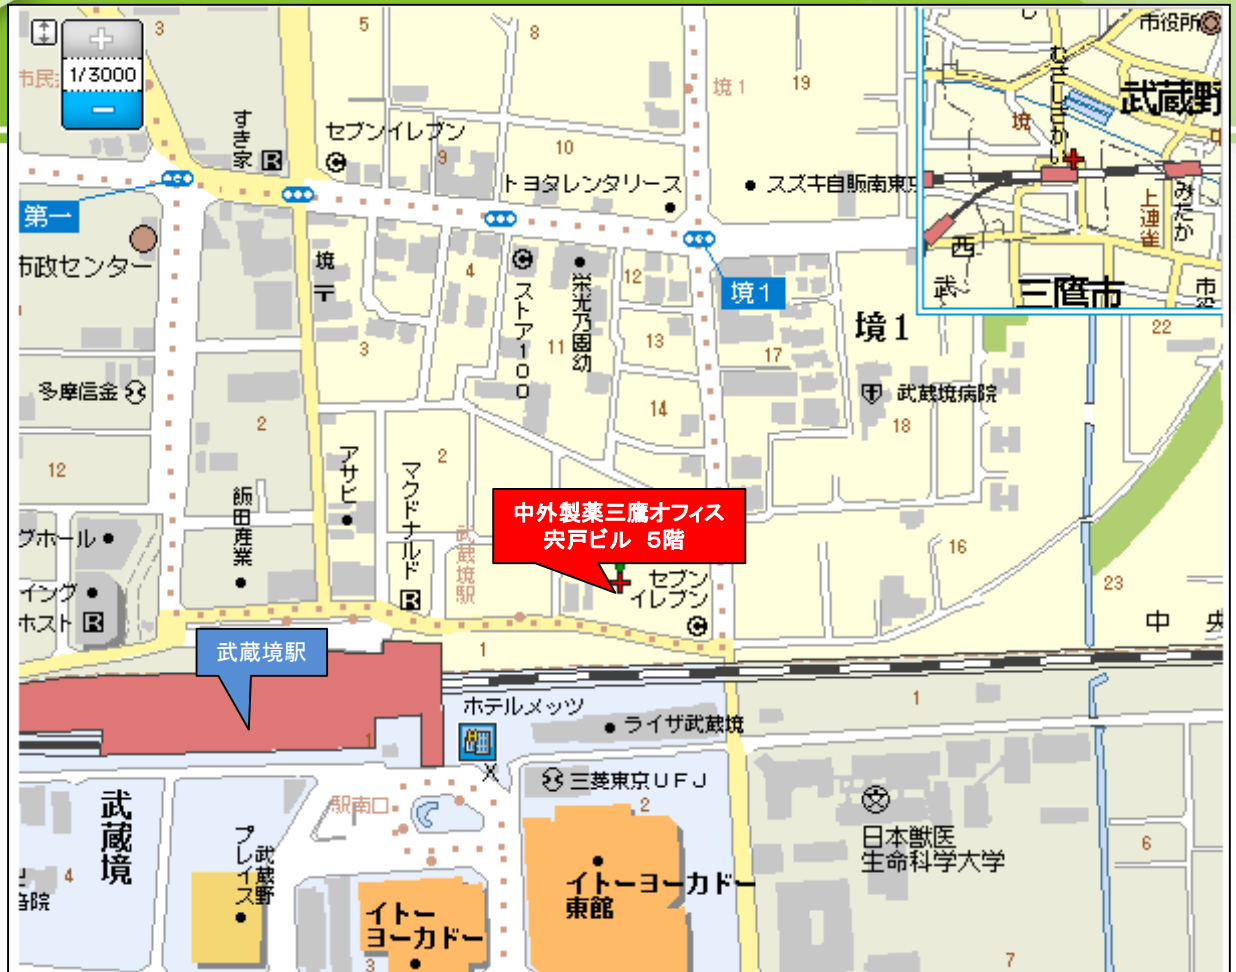 1/3000
3
5
8
市民
すき家
R
セブンイレブン
9
10
境1
19
トヨタレンタリース
スズキ自販南東京
市役所
むさしさかい
武蔵野
境
上連雀
みたか
西
武
三鷹市
市役
第一
市政センター
境
〒
4
ストア100
栄光乃園幼
11
12
境1
境1
13
17
22
3
多摩信金
14
武蔵境病院
18
2
12
アサヒ
マクドナルド
R
2
飯田産業
武蔵境駅
中外製薬三鷹オフィス
宍戸ビル 5階
16
グホール
イング
ホスト
R
セブン
イレブン
23
中 央
武蔵境駅
1
1
1
ホテルメッツ
ライザ武蔵境
三菱東京UFJ
2
武蔵境
駅南口
日本獣医
生命科学大学
6
武蔵野
プレイス
4
音院
イトーヨーカドー
東館
イトー
ヨーカドー
3
7